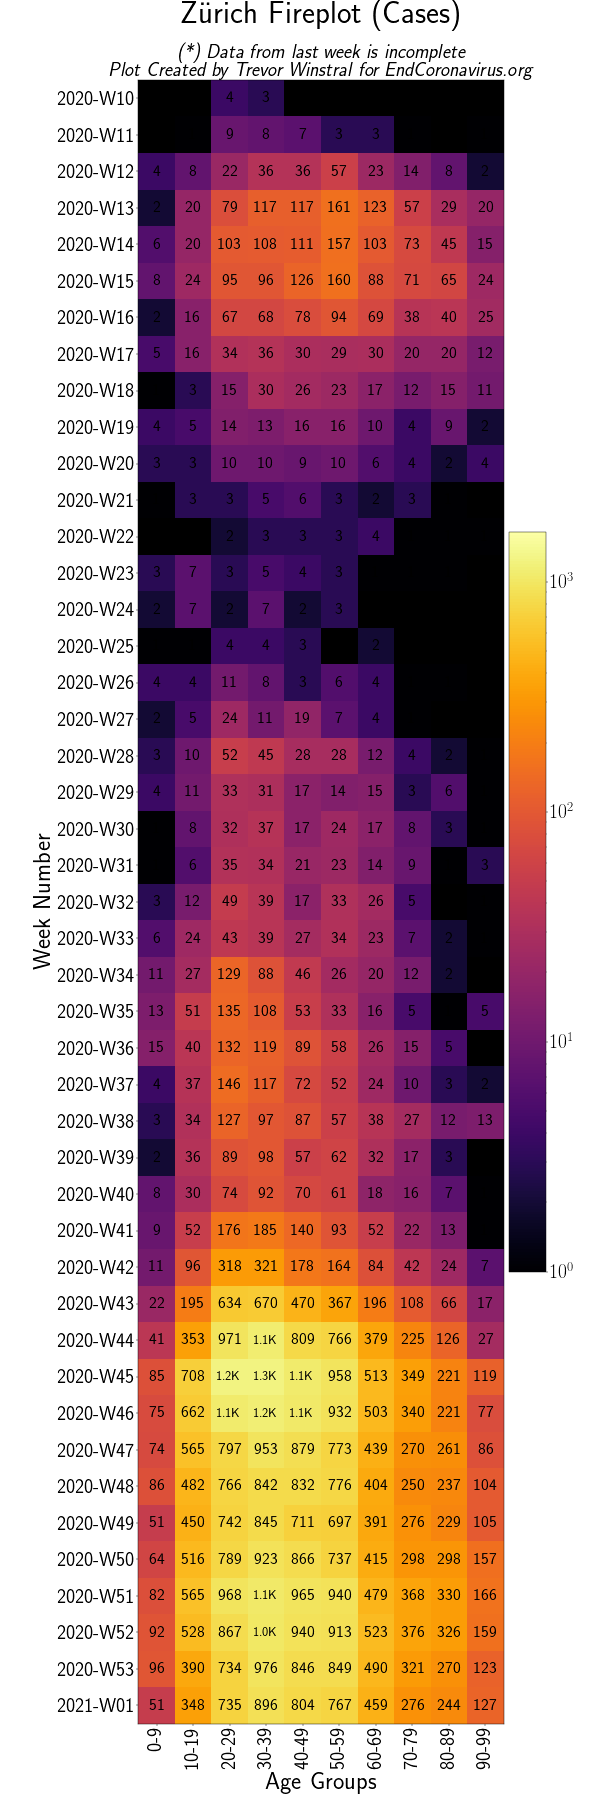 Zürich Fireplot (Cases)
(*) Data from last week is incomplete
Plot Created by Trevor Winstral for EndCoronavirus.org
2020-W10 4 3
2020-W11 9 8 7 3 3
2020-W12 4 8 22 36 36 57 23 14 8 2
2020-W13 2 20 79 117 117 161 123 57 29 20
2020-W14 6 20 103 108 111 157 103 73 45 15
2020-W15 8 24 95 96 126 160 88 71 65 24
2020-W16 2 16 67 68 78 94 69 38 40 25
2020-W17 5 16 34 36 30 29 30 20 20 12
2020-W18 3 15 30 26 23 17 12 15 11
2020-W19 4 5 14 13 16 16 10 4 9 2
2020-W20 3 3 10 10 9 10 6 4 2 4
2020-W21 3 3 5 6 3 2 3
2020-W22 2 3 3 3 4
2020-W23 3 7 3 5 4 3
2020-W24 2 7 2 7 2 3
2020-W25 4 4 3 2
2020-W26 4 4 11 8 3 6 4
2020-W27 2 5 24 11 19 7 4
2020-W28 3 10 52 45 28 28 12 4 2
2020-W29 4 11 33 31 17 14 15 3 6
2020-W30 8 32 37 17 24 17 8 3
2020-W31 6 35 34 21 23 14 9 3
2020-W32 3 12 49 39 17 33 26 5
2020-W33 6 24 43 39 27 34 23 7 2
2020-W34 11 27 129 88 46 26 20 12 2
2020-W35 13 51 135 108 53 33 16 5 5
2020-W36 15 40 132 119 89 58 26 15 5
2020-W37 4 37 146 117 72 52 24 10 3 2
2020-W38 3 34 127 97 87 57 38 27 12 13
2020-W39 2 36 89 98 57 62 32 17 3
2020-W40 8 30 74 92 70 61 18 16 7
2020-W41 9 52 176 185 140 93 52 22 13
2020-W42 11 96 318 321 178 164 84 42 24 7
2020-W43 22 195 634 670 470 367 196 108 66 17
2020-W44 41 353 971 1.1K 809 766 379 225 126 27
2020-W45 85 708 1.2K 1.3K 1.1K 958 513 349 221 119
2020-W46 75 662 1.1K 1.2K 1.1K 932 503 340 221 77
2020-W47 74 565 797 953 879 773 439 270 261 86
2020-W48 86 482 766 842 832 776 404 250 237 104
2020-W49 51 450 742 845 711 697 391 276 229 105
2020-W50 64 516 789 923 866 737 415 298 298 157
2020-W51 82 565 968 1.1K 965 940 479 368 330 166
2020-W52 92 528 867 1.0K 940 913 523 376 326 159
2020-W53 96 390 734 976 846 849 490 321 270 123
2021-W01 51 348 735 896 804 767 459 276 244 127
0-9 10-19 20-29 30-39 40-49 50-59 60-69 70-79 80-89 90-99
Age Groups
Week Number
10³
10²
10¹
10⁰